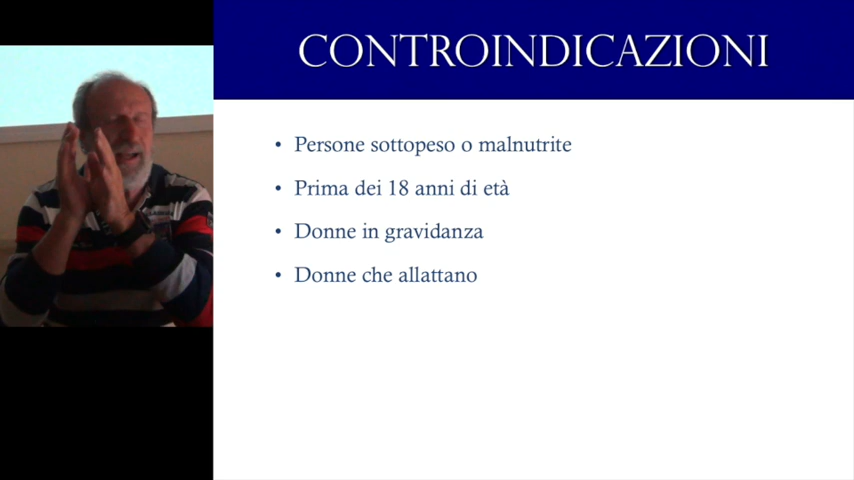 CONTROINDICAZIONI
• Persone sottopeso o malnutrite
• Prima dei 18 anni di età
• Donne in gravidanza
• Donne che allattano